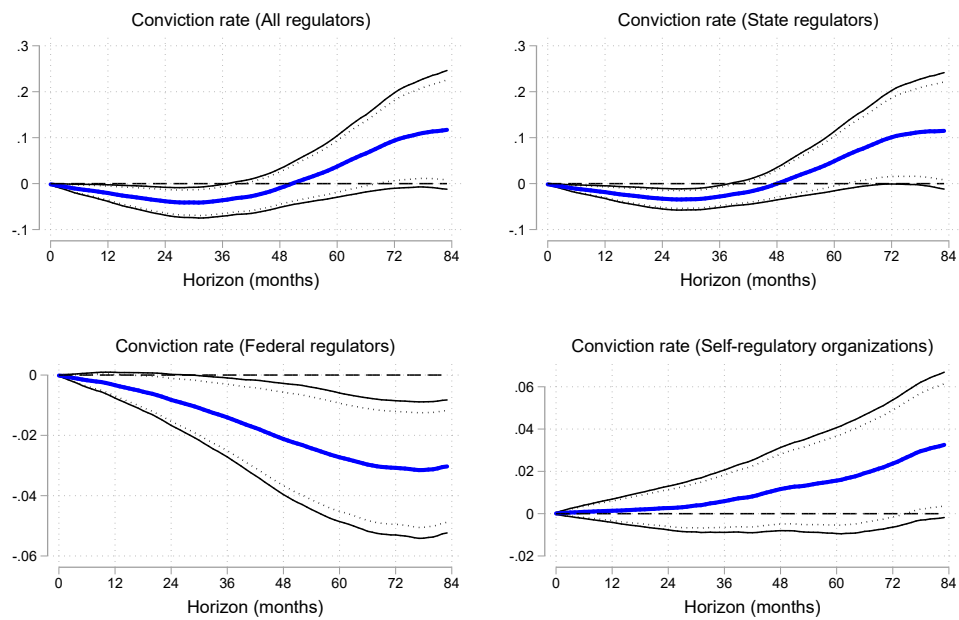 Conviction rate (All regulators)
.3
.2
.1
0
-.1
0 12 24 36 48 60 72 84
Horizon (months)
Conviction rate (State regulators)
.3
.2
.1
0
-.1
0 12 24 36 48 60 72 84
Horizon (months)
Conviction rate (Federal regulators)
0
-.02
-.04
-.06
0 12 24 36 48 60 72 84
Horizon (months)
Conviction rate (Self-regulatory organizations)
.06
.04
.02
0
-.02
0 12 24 36 48 60 72 84
Horizon (months)